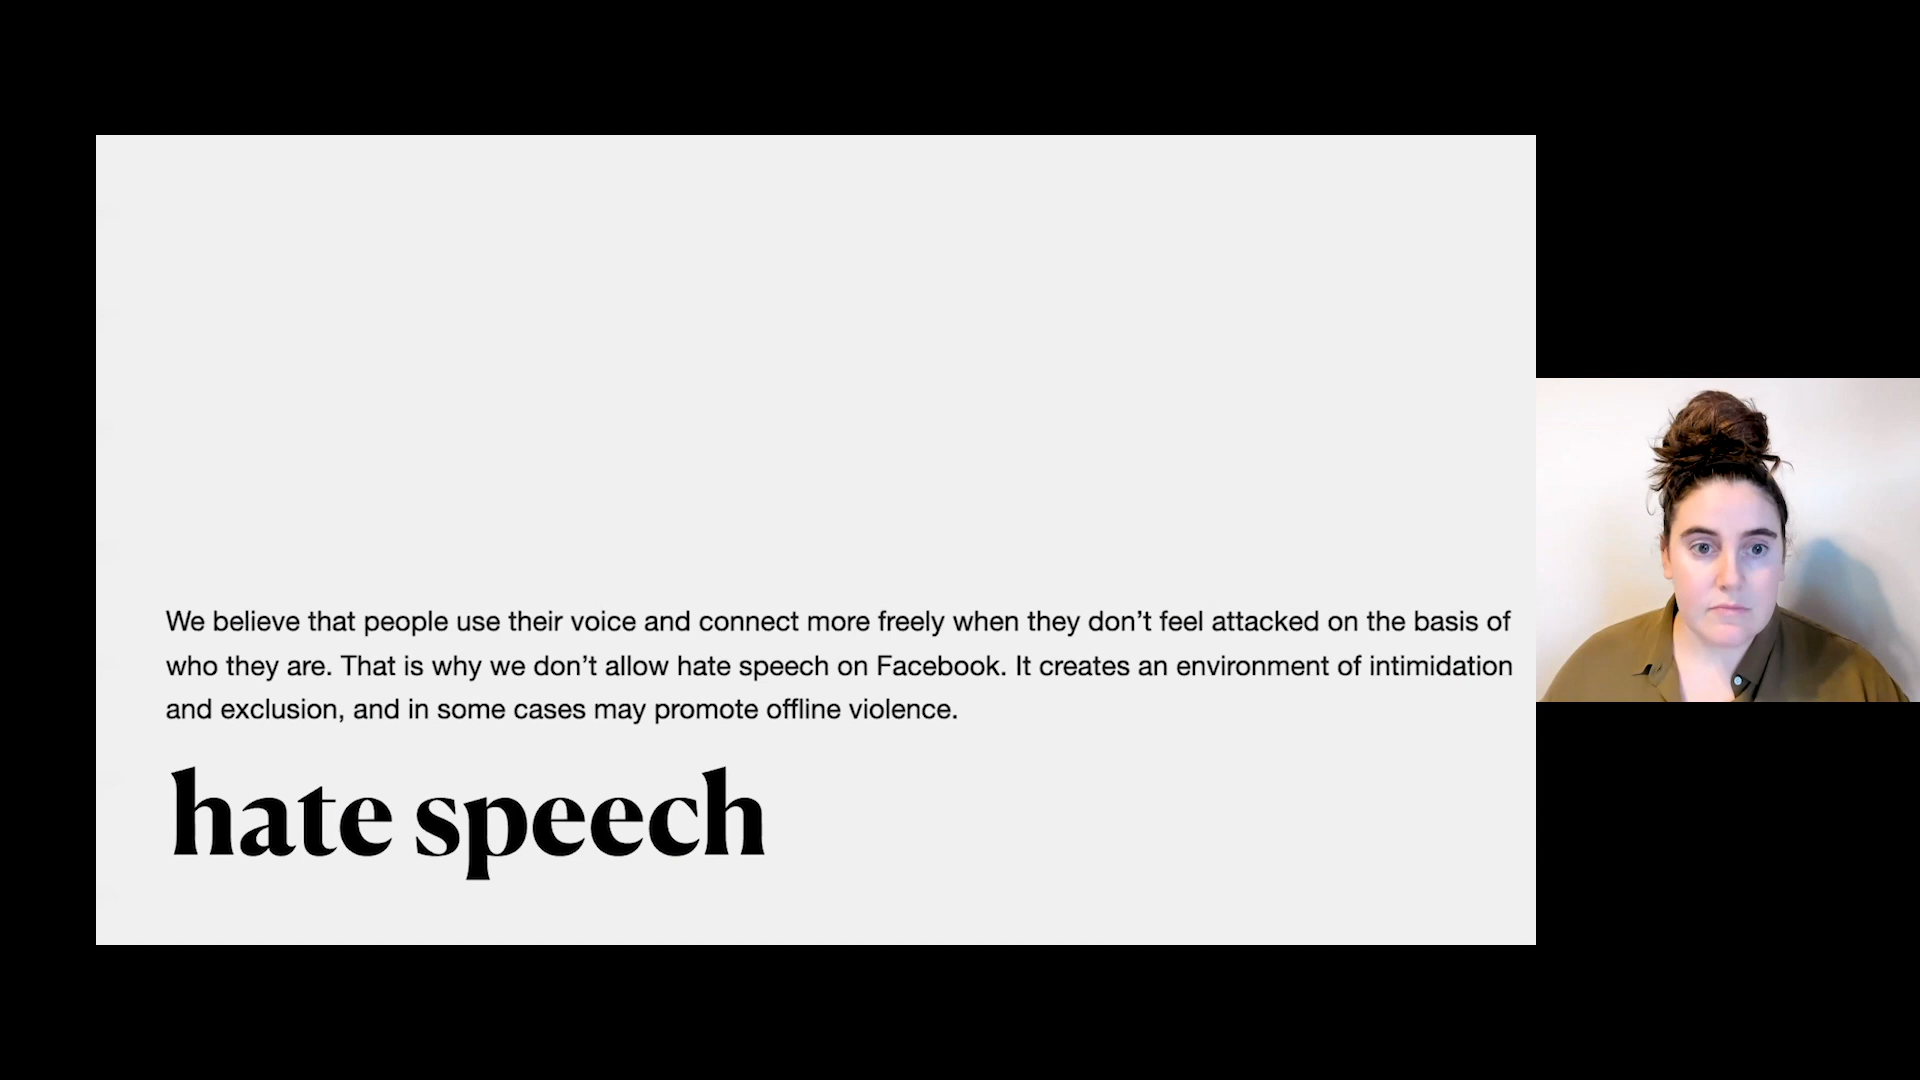 We believe that people use their voice and connect more freely when they don’t feel attacked on the basis of
who they are. That is why we don’t allow hate speech on Facebook. It creates an environment of intimidation
and exclusion, and in some cases may promote offline violence.
hate speech